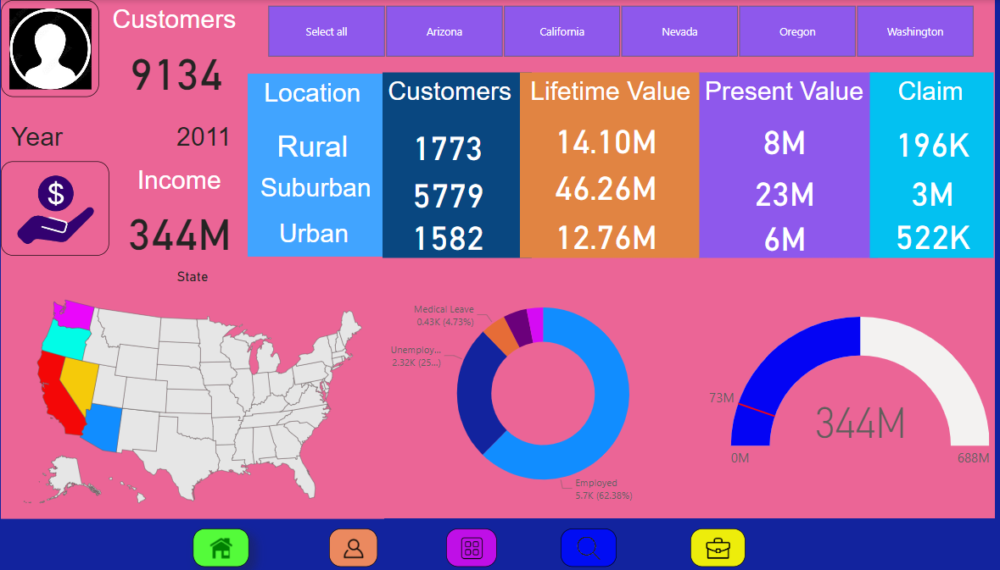 Customers
9134
Year 2011
Income
344M
Select all Arizona California Nevada Oregon Washington
Location Customers Lifetime Value Present Value Claim
Rural 1773 14.10M 8M 196K
Suburban 5779 46.26M 23M 3M
Urban 1582 12.76M 6M 522K
State
$
Medical Leave
0.43K (4.73%)
Unemploy...
2.32K (25...)
Employed
5.7K (62.38%)
73M
344M
0M 688M